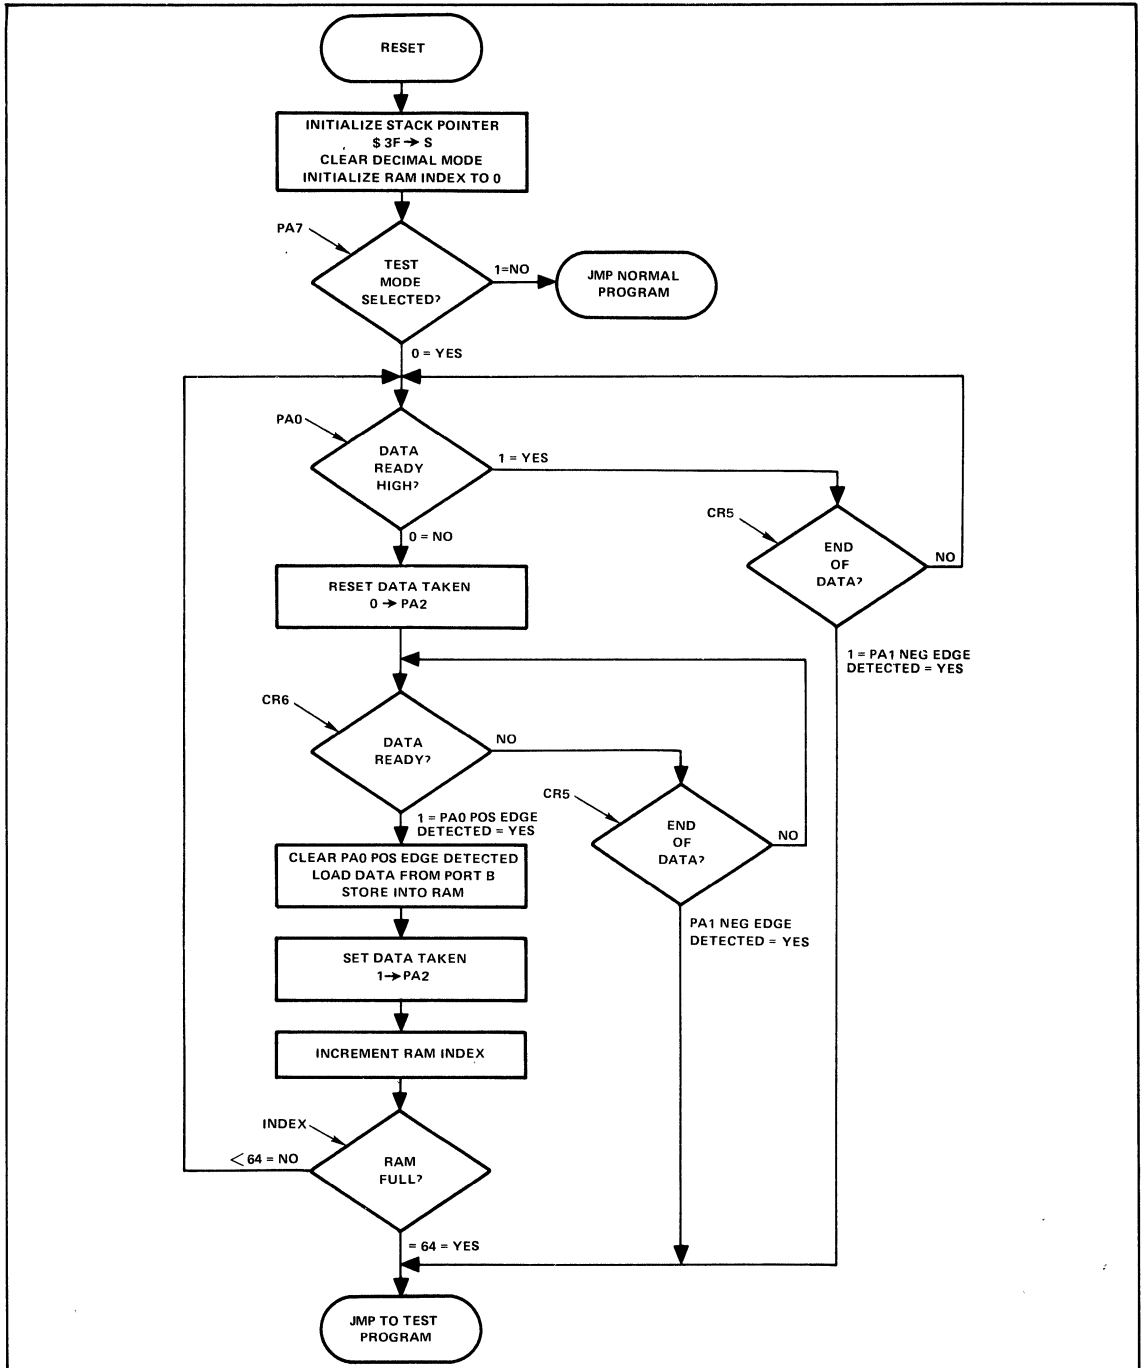 RESET
INITIALIZE STACK POINTER
$ 3F → S
CLEAR DECIMAL MODE
INITIALIZE RAM INDEX TO 0
PA7
TEST
MODE
SELECTED?
1=NO
JMP NORMAL
PROGRAM
0 = YES
PA0
DATA
READY
HIGH?
1 = YES
CR5
END
OF
DATA?
NO
0 = NO
RESET DATA TAKEN
0 → PA2
1 = PA1 NEG EDGE
DETECTED = YES
CR6
DATA
READY?
NO
CR5
END
OF
DATA?
NO
1 = PA0 POS EDGE
DETECTED = YES
CLEAR PA0 POS EDGE DETECTED
LOAD DATA FROM PORT B
STORE INTO RAM
PA1 NEG EDGE
DETECTED = YES
SET DATA TAKEN
1→PA2
INCREMENT RAM INDEX
INDEX
< 64 = NO
RAM
FULL?
= 64 = YES
JMP TO TEST
PROGRAM